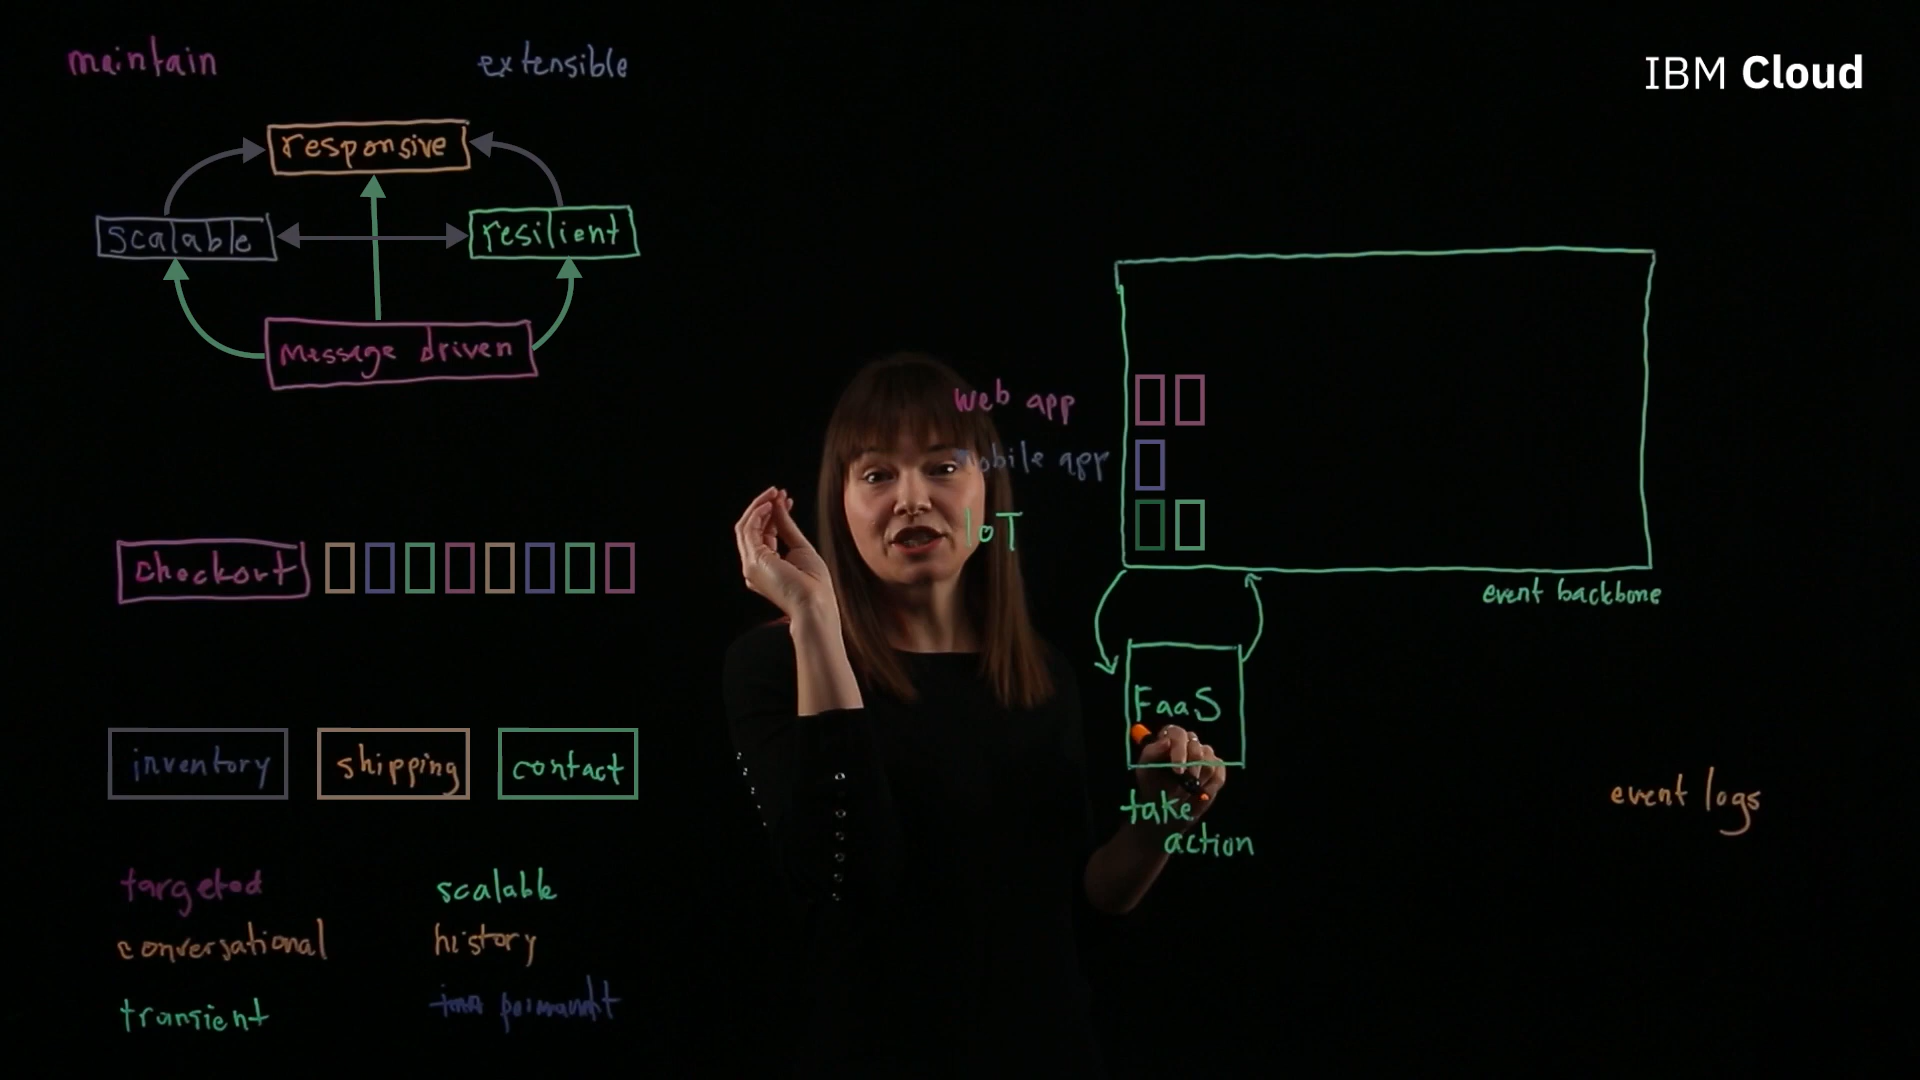 IBM Cloud
maintain
extensible
responsive
scalable
resilient
message driven
checkout
inventory
shipping
contact
targeted
scalable
conversational
history
transient
web app
mobile app
IoT
event backbone
FaaS
take
action
event logs